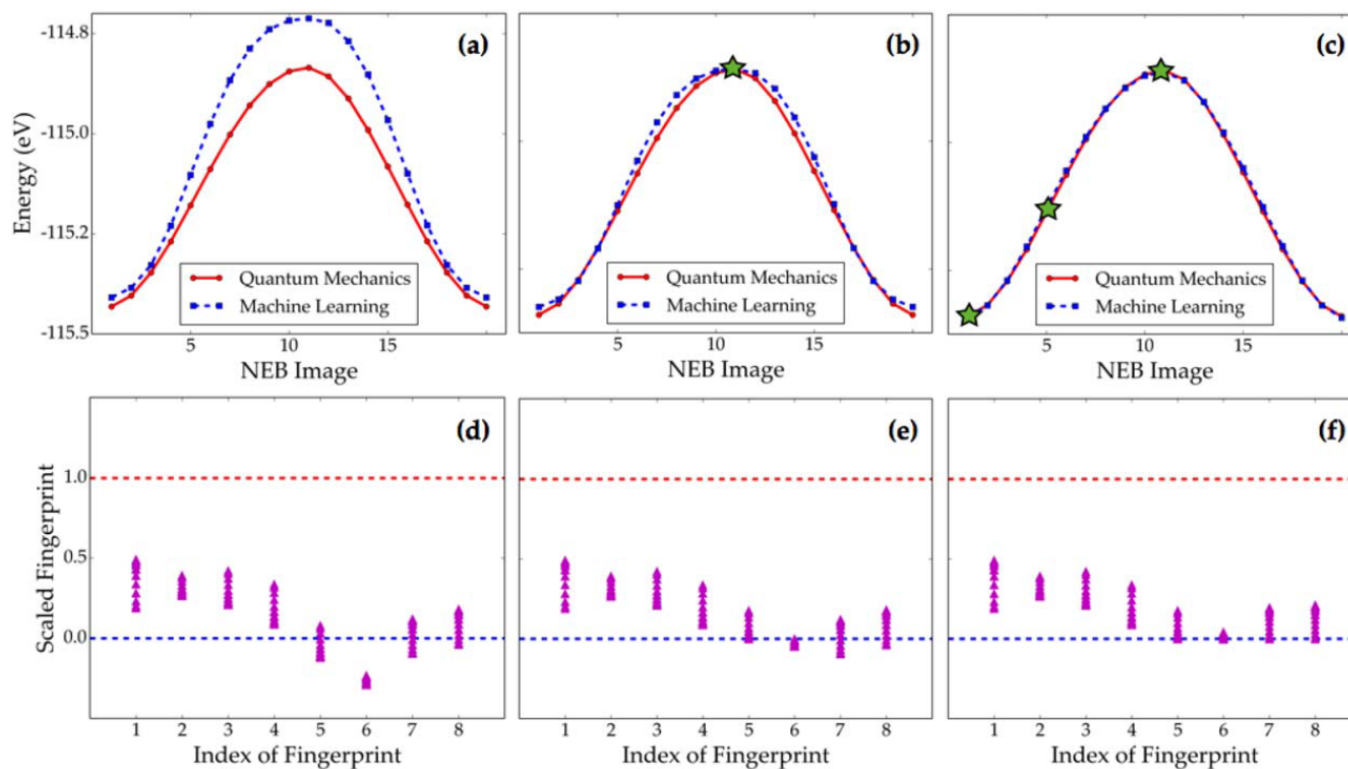 (a)
(b)
(c)
Energy (eV)
-114.8
-115.0
-115.2
-115.5
Quantum Mechanics
Machine Learning
Quantum Mechanics
Machine Learning
Quantum Mechanics
Machine Learning
5 10 15
5 10 15
5 10 15
NEB Image
NEB Image
NEB Image
(d)
(e)
(f)
Scaled Fingerprint
1.0
0.5
0.0
1 2 3 4 5 6 7 8
1 2 3 4 5 6 7 8
1 2 3 4 5 6 7 8
Index of Fingerprint
Index of Fingerprint
Index of Fingerprint